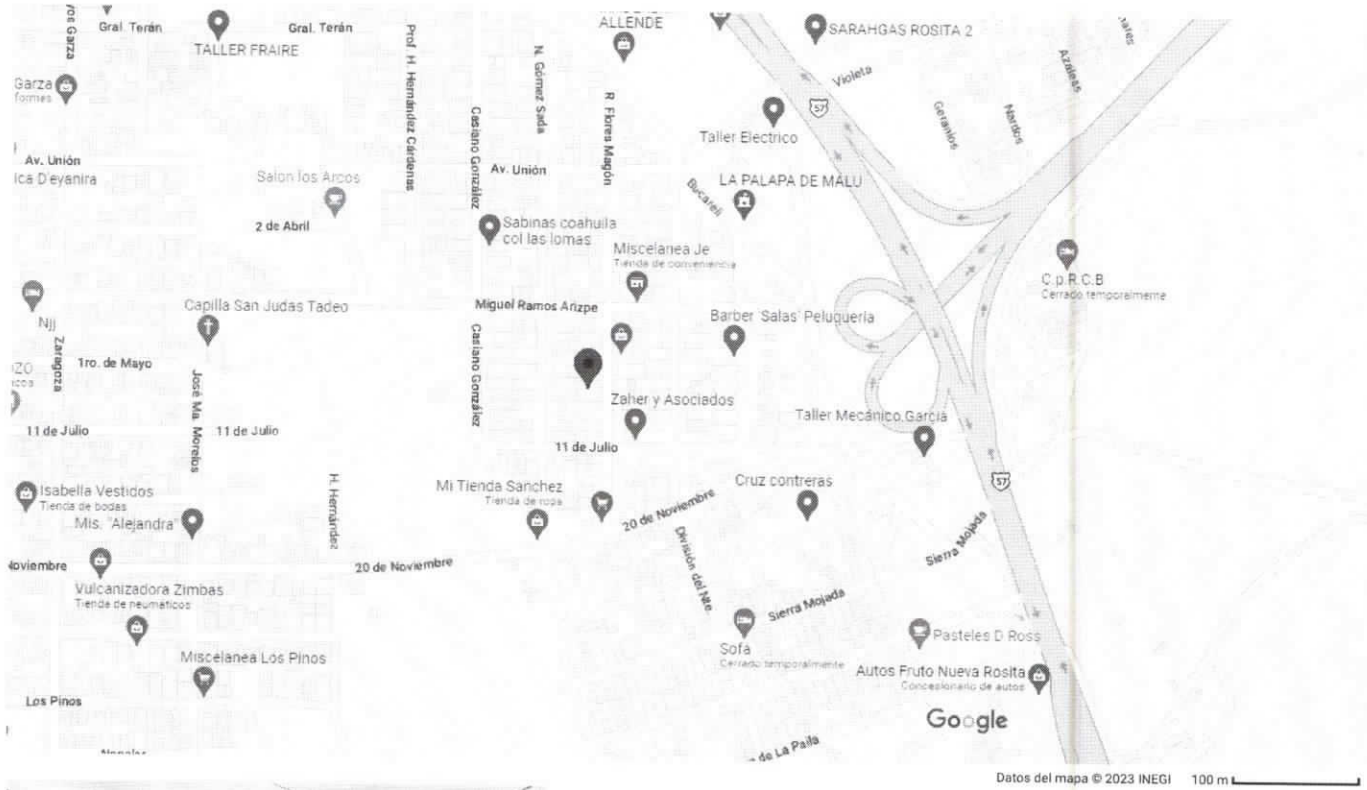 Gral. Terán
Gral. Terán
TALLER FRAIRE
ALLENDE
SARAHGAS ROSITA 2
Garza
Prof. H. Hernández Cárdenas
N. Gómez Sada
R. Flores Magón
Casiano González
Violeta
57
Azaleas
Nardos
Geranios
Garza
formes
Taller Electrico
Av. Unión
ica D'eyanira
Salon los Arcos
Av. Unión
Bucareli
LA PALAPA DE MALU
2 de Abril
Sabinas coahuila
col las lomas
Miscelanea Je
Tienda de conveniencia
C.p.R.C.B
Cerrado temporalmente
Njj
Capilla San Judas Tadeo
Miguel Ramos Arizpe
Barber 'Salas' Peluquería
Zaragoza
1ro. de Mayo
José Ma. Morelos
Casiano González
Zaher y Asociados
Taller Mecánico,Garcia
11 de Julio
11 de Julio
11 de Julio
57
Isabella Vestidos
Tienda de bodas
H. Hernández
Mi Tienda Sanchez
Tienda de ropa
Cruz contreras
Mis. "Alejandra"
20 de Noviembre
División del Nte.
Sierra Mojada
Noviembre
20 de Noviembre
Vulcanizadora Zimbas
Tienda de neumáticos
Sierra Mojada
Sofá
Cerrado temporalmente
Pasteles D Ross
Miscelanea Los Pinos
Autos Fruto Nueva Rosita
Concesionario de autos
Los Pinos
Google
Nogales
de La Paila
Datos del mapa © 2023 INEGI 100 m